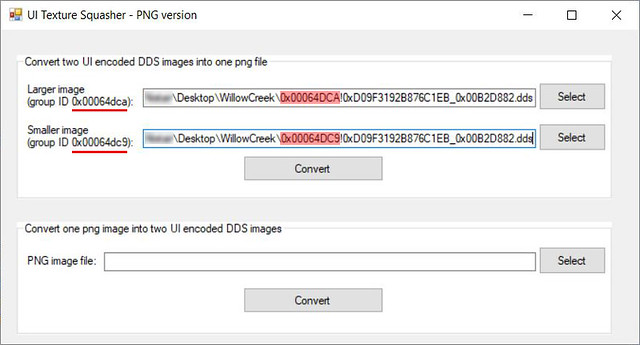 UI Texture Squasher - PNG version
Convert two UI encoded DDS images into one png file
Larger image
(group ID 0x00064dca):
\Desktop\WillowCreek\0x00064DCA!0xD09F3192B876C1EB_0x00B2D882.dds
Select
Smaller image
(group ID 0x00064dc9):
\Desktop\WillowCreek\0x00064DC9!0xD09F3192B876C1EB_0x00B2D882.dds
Select
Convert
Convert one png image into two UI encoded DDS images
PNG image file:
Select
Convert